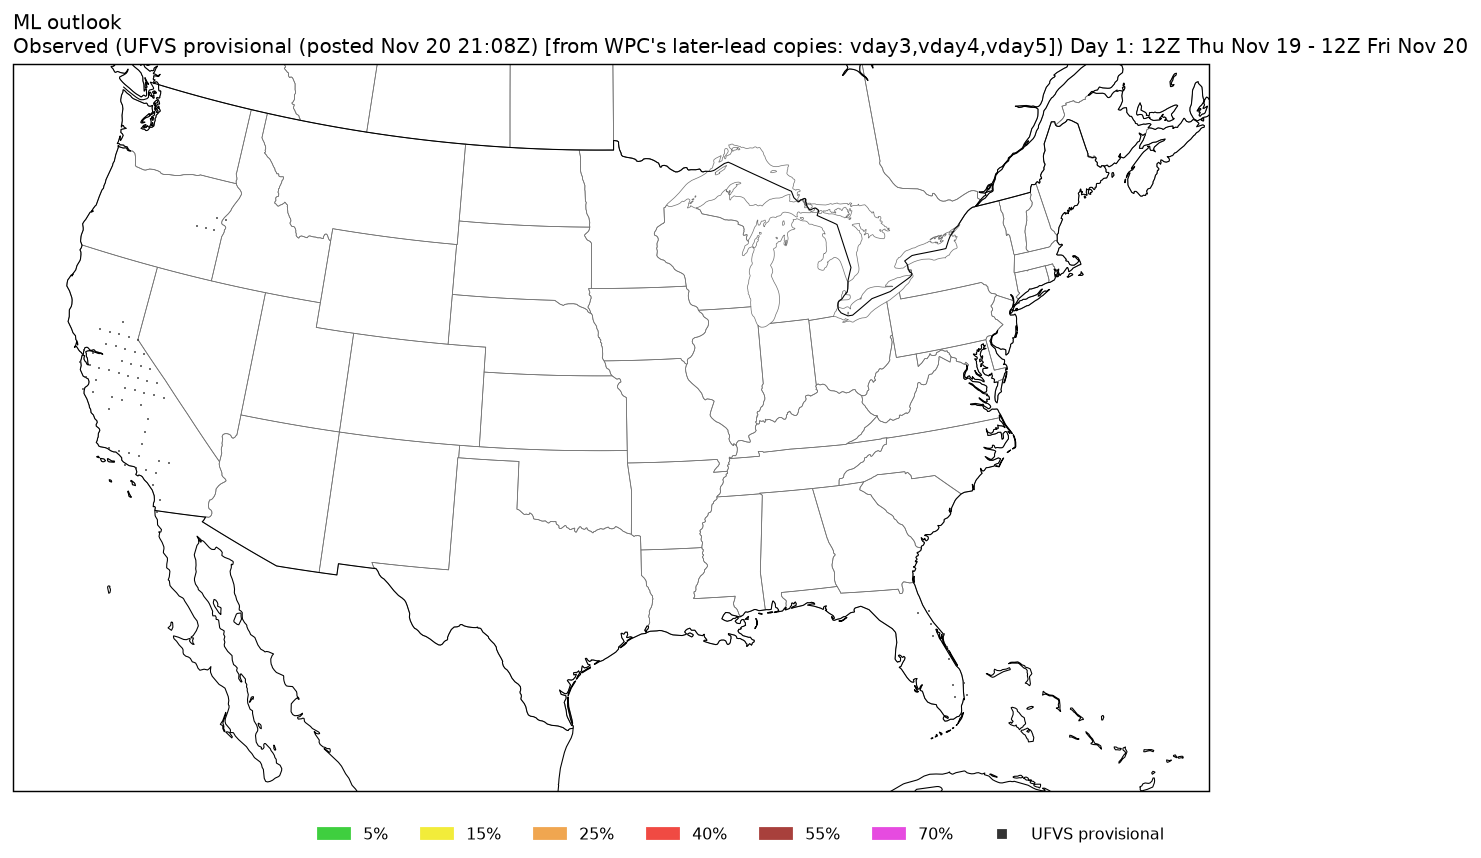 ML outlook
Observed (UFVS provisional (posted Nov 20 21:08Z) [from WPC's later-lead copies: vday3,vday4,vday5]) Day 1: 12Z Thu Nov 19 - 12Z Fri Nov 20
5% 15% 25% 40% 55% 70% UFVS provisional